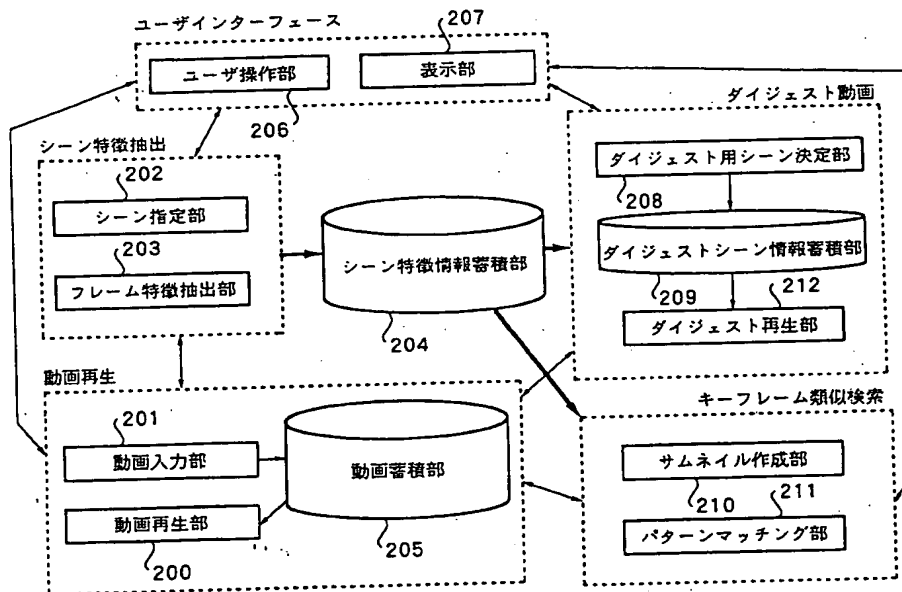 ユーザインターフェース
207
ユーザ操作部
表示部
206
ダイジェスト動画
シーン特徴抽出
202
シーン指定部
203
フレーム特徴抽出部
シーン特徴情報蓄積部
204
ダイジェスト用シーン決定部
208
ダイジェストシーン情報蓄積部
209
212
ダイジェスト再生部
動画再生
201
動画入力部
動画蓄積部
動画再生部
200
205
キーフレーム類似検索
サムネイル作成部
210
211
パターンマッチング部